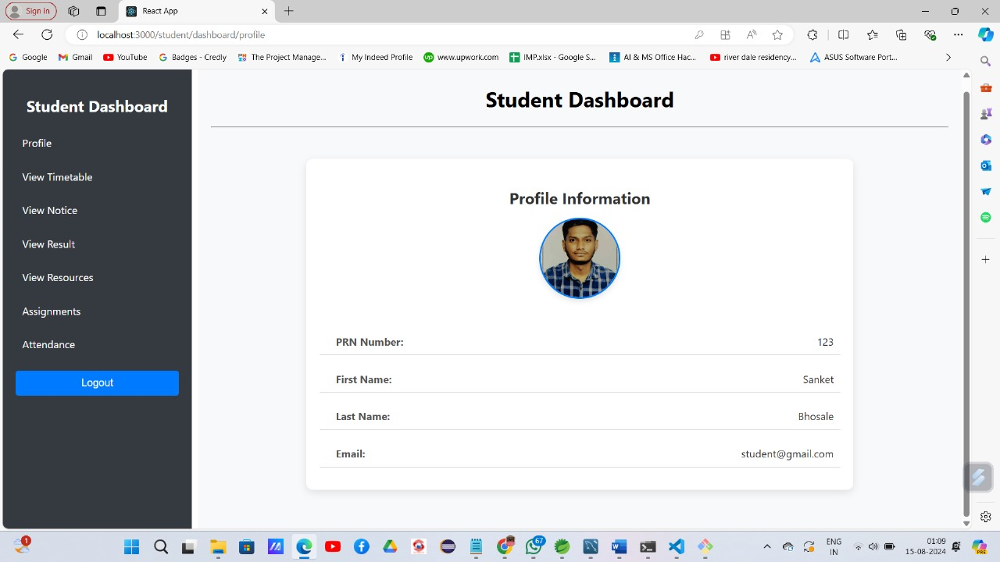 Sign in
React App
localhost:3000/student/dashboard/profile
Google Gmail YouTube Badges - Credly The Project Manage... My Indeed Profile www.upwork.com IMP.xlsx - Google S... AI & Ms Office Hac... river dale residency,... ASUS Software Port...
Student Dashboard
Profile
View Timetable
View Notice
View Result
View Resources
Assignments
Attendance
Logout
Student Dashboard
Profile Information
PRN Number: 123
First Name: Sanket
Last Name: Bhosale
Email: student@gmail.com
1
67
ENG
IN
01:09
15-08-2024
PRE